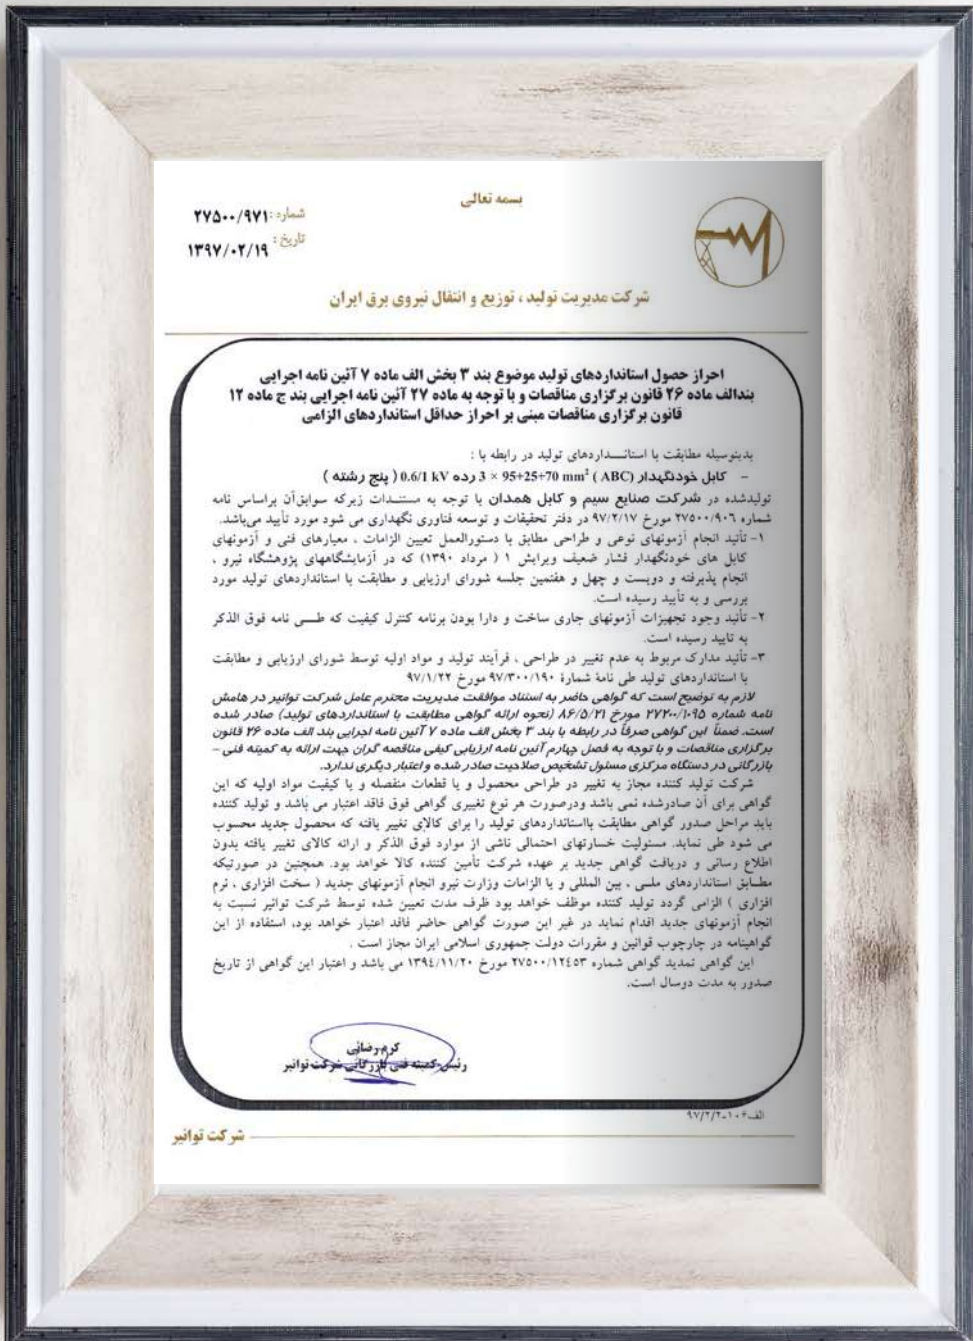 بسمه تعالی
شماره: ۲۷۵۰۰/۹۷۱
تاریخ: ۱۳۹۷/۰۲/۱۹
شرکت مدیریت تولید ، توزیع و انتقال نیروی برق ایران
احراز حصول استانداردهای تولید موضوع بند ۳ بخش الف ماده ۷ آئین نامه اجرایی
بندالف ماده ۲۶ قانون برگزاری مناقصات و با توجه به ماده ۲۷ آئین نامه اجرایی بند ج ماده ۱۲
قانون برگزاری مناقصات مبنی بر احراز حداقل استانداردهای الزامی
بدینوسیله مطابقت با استانـــداردهای تولید در رابطه با :
- کابل خودنگهدار (ABC) 3 × 95+25+70 mm² رده 0.6/1 kV ( پنج رشته )
تولیدشده در شرکت صنایع سیم و کابل همدان با توجه به مستنـدات زیرکه سوابق‌آن براساس نامه
شماره ۲۷۵۰۰/۹۰۶ مورخ ۹۷/۲/۱۷ در دفتر تحقیقات و توسعه فناوری نگهداری می شود مورد تأیید می‌باشد.
۱- تأئید انجام آزمونهای نوعی و طراحی مطابق با دستورالعمل تعیین الزامات ، معیارهای فنی و آزمونهای
کابل های خودنگهدار فشار ضعیف ویرایش ۱ ( مرداد ۱۳۹۰) که در آزمایشگاههای پژوهشگاه نیرو ،
انجام پذیرفته و دویست و چهل و هفتمین جلسه شورای ارزیابی و مطابقت با استانداردهای تولید مورد
بررسی و به تأیید رسیده است.
۲- تأئید وجود تجهیزات آزمونهای جاری ساخت و دارا بودن برنامه کنترل کیفیت که طـــی نامه فوق الذکر
به تایید رسیده است.
۳- تأئید مدارک مربوط به عدم تغییر در طراحی ، فرآیند تولید و مواد اولیه توسط شورای ارزیابی و مطابقت
با استانداردهای تولید طی نامهٔ شمارهٔ ۹۷/۳۰۰/۱۹۰ مورخ ۹۷/۱/۲۲
لازم به توضیح است که گواهی حاضر به استناد موافقت مدیریت محترم عامل شرکت توانیر در هامش
نامه شماره ۲۷۲۰۰/۱۰۹۵ مورخ ۸۶/۵/۲۱ (نحوه ارائه گواهی مطابقت با استانداردهای تولید) صادر شده
است. ضمناً این گواهی صرفاً در رابطه با بند ۳ بخش الف ماده ۷ آئین نامه اجرایی بند الف ماده ۲۶ قانون
برگزاری مناقصات و با توجه به فصل چهارم آئین نامه ارزیابی کیفی مناقصه گران جهت ارائه به کمیته فنی –
بازرگانی در دستگاه مرکزی مسئول تشخیص صلاحیت صادر شده و اعتبار دیگری ندارد.
شرکت تولید کننده مجاز به تغییر در طراحی محصول و یا قطعات منفصله و یا کیفیت مواد اولیه که این
گواهی برای آن صادرشده نمی باشد ودرصورت هر نوع تغییری گواهی فوق فاقد اعتبار می باشد و تولید کننده
باید مراحل صدور گواهی مطابقت بااستانداردهای تولید را برای کالای تغییر یافته که محصول جدید محسوب
می شود طی نماید. مسئولیت خسارتهای احتمالی ناشی از موارد فوق الذکر و ارائه کالای تغییر یافته بدون
اطلاع رسانی و دریافت گواهی جدید بر عهده شرکت تأمین کننده کالا خواهد بود. همچنین در صورتیکه
مطـابق استانداردهای ملـی ، بین المللی و یا الزامات وزارت نیرو انجام آزمونهای جدید ( سخت افزاری ، نرم
افزاری ) الزامی گردد تولید کننده موظف خواهد بود ظرف مدت تعیین شده توسط شرکت توانیر نسبت به
انجام آزمونهای جدید اقدام نماید در غیر این صورت گواهی حاضر فاقد اعتبار خواهد بود، استفاده از این
گواهینامه در چارچوب قوانین و مقررات دولت جمهوری اسلامی ایران مجاز است .
این گواهی تمدید گواهی شماره ۲۷۵۰۰/۱۲٤۵۳ مورخ ۱۳۹٤/۱۱/۲۰ می باشد و اعتبار این گواهی از تاریخ
صدور به مدت دوسال است.
کرم رضائی
رئیس کمیته فنی بازرگانی شرکت توانیر
شرکت توانیر